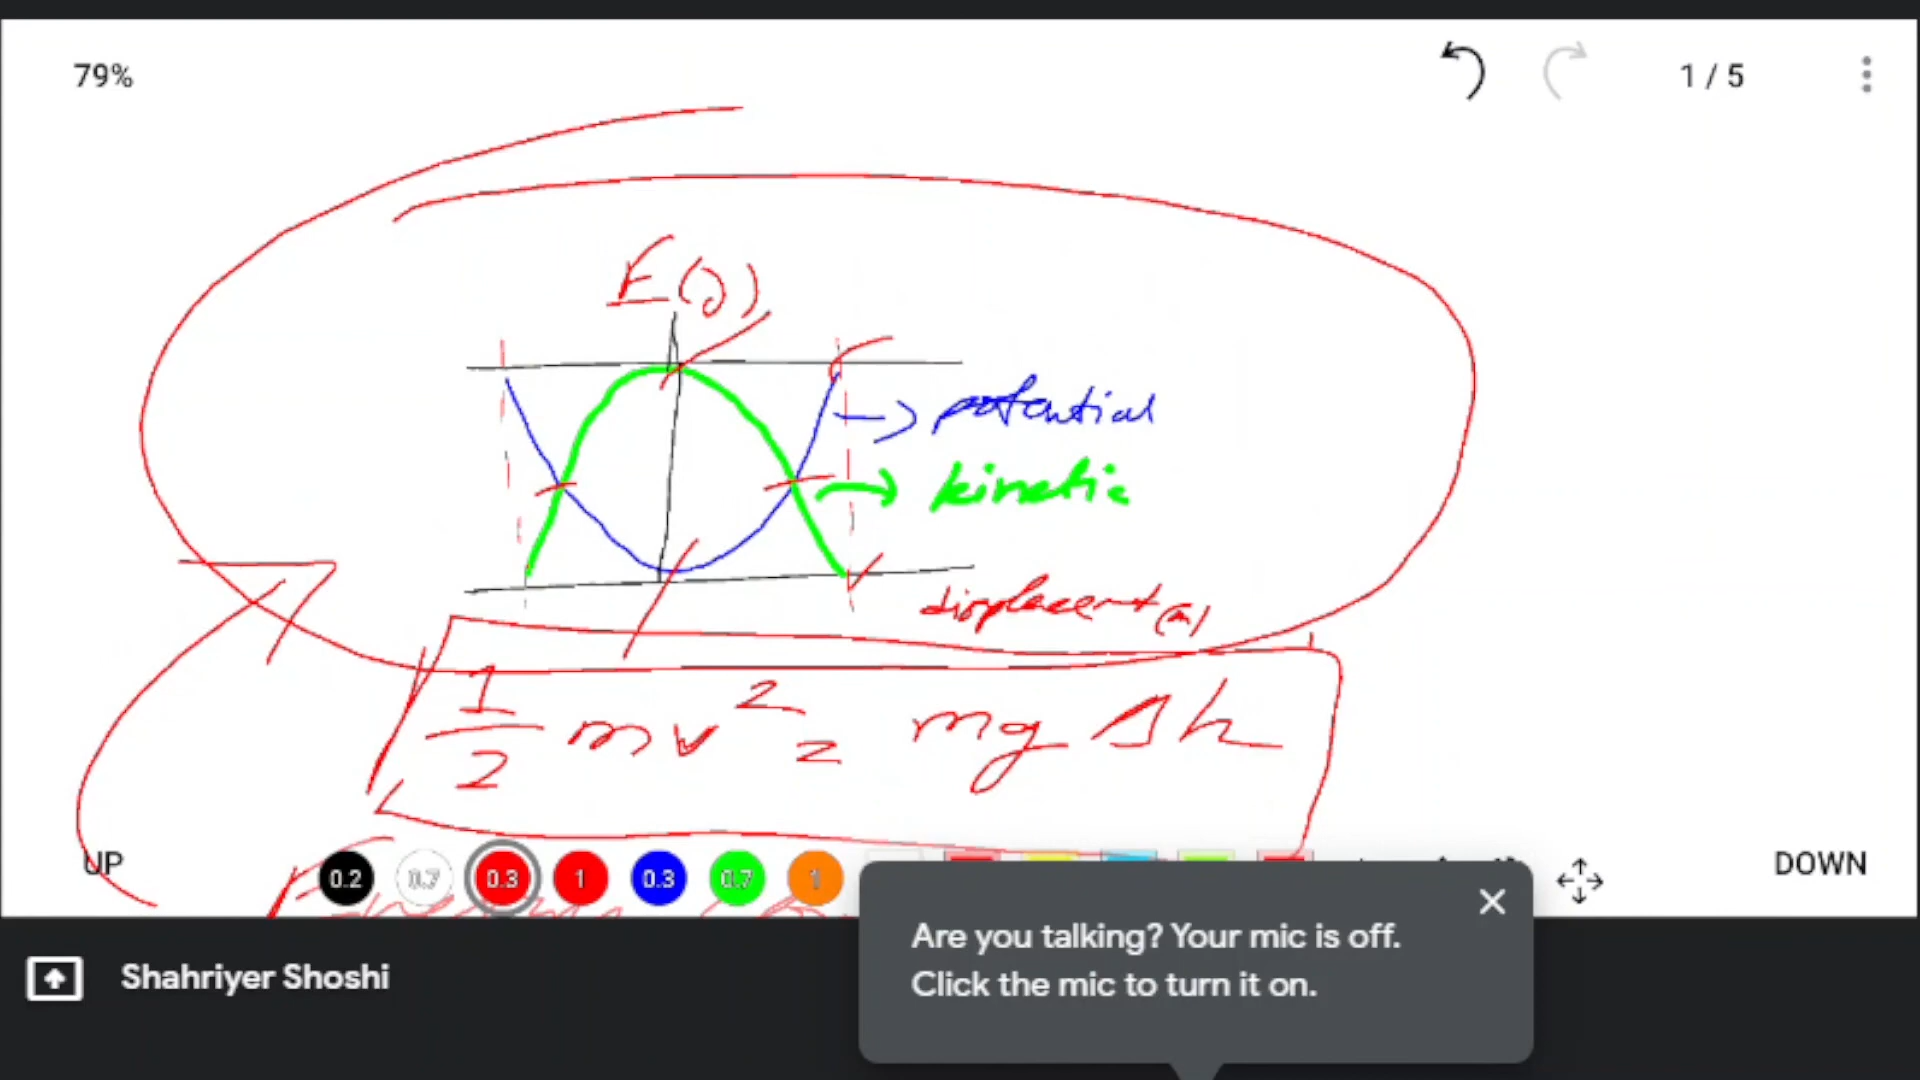 79%
1 / 5
E(J)
potential
kinetic
displacement (m)
1/2 mv² = mgΔh
UP
0.2 0.7 0.3 1 0.3 0.7 1
DOWN
Are you talking? Your mic is off.
Click the mic to turn it on.
Shahriyer Shoshi